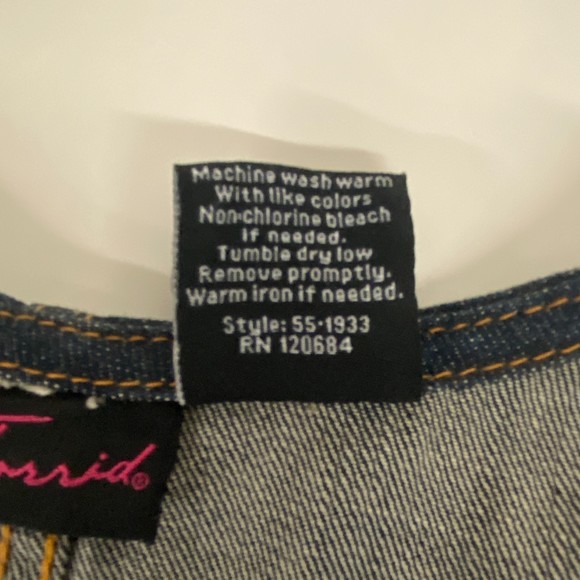 Machine wash warm
With like colors
Non-chlorine bleach
If needed.
Tumble dry low
Remove promptly.
Warm iron if needed.
Style: 55-1933
RN 120684
Torrid®